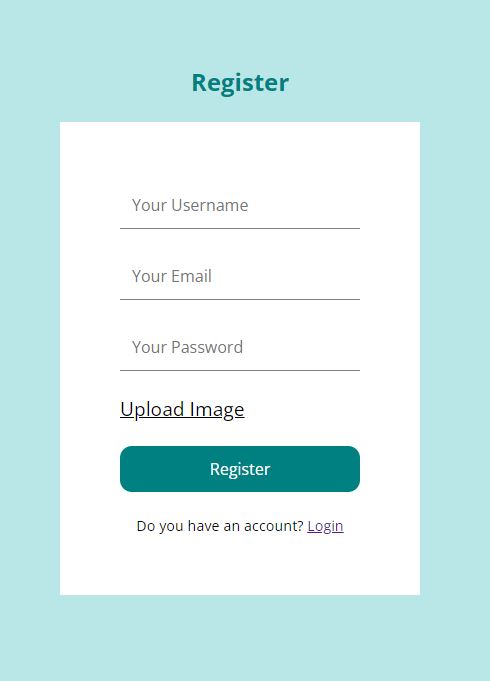 Register
Your Username
Your Email
Your Password
Upload Image
Register
Do you have an account? Login